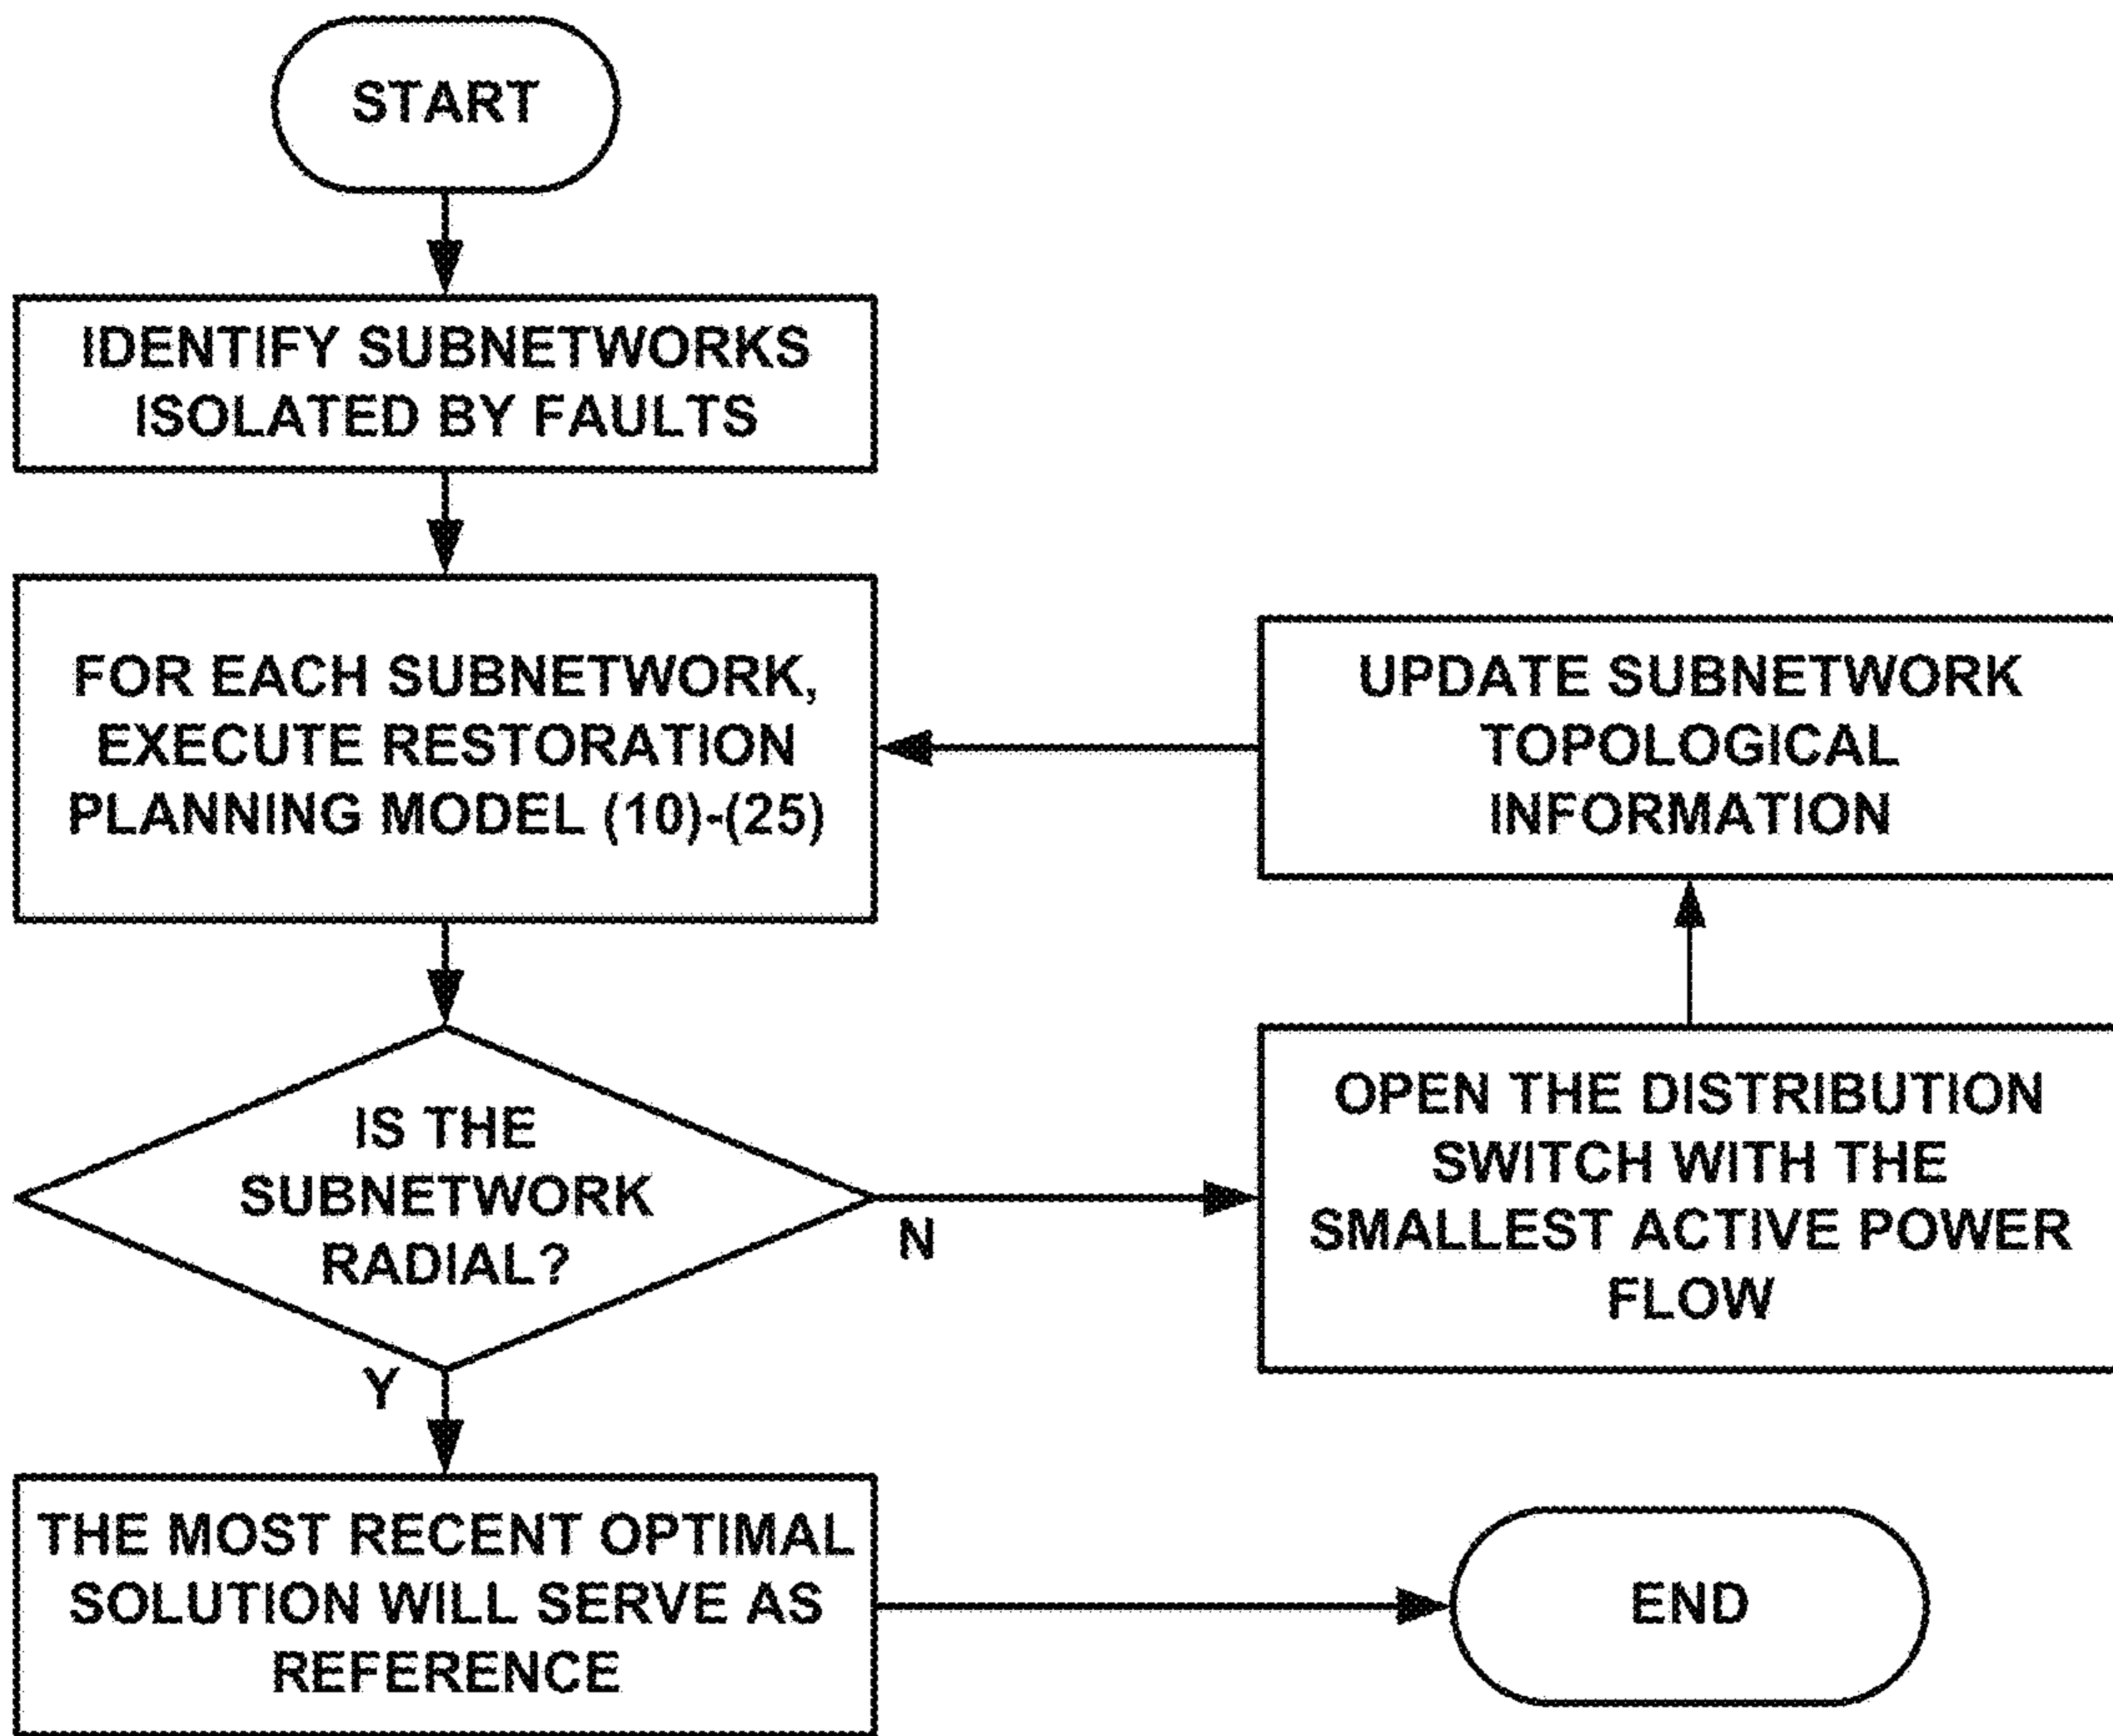 START
IDENTIFY SUBNETWORKS
ISOLATED BY FAULTS
FOR EACH SUBNETWORK,
EXECUTE RESTORATION
PLANNING MODEL (10)-(25)
UPDATE SUBNETWORK
TOPOLOGICAL
INFORMATION
IS THE
SUBNETWORK
RADIAL?
N
Y
OPEN THE DISTRIBUTION
SWITCH WITH THE
SMALLEST ACTIVE POWER
FLOW
THE MOST RECENT OPTIMAL
SOLUTION WILL SERVE AS
REFERENCE
END